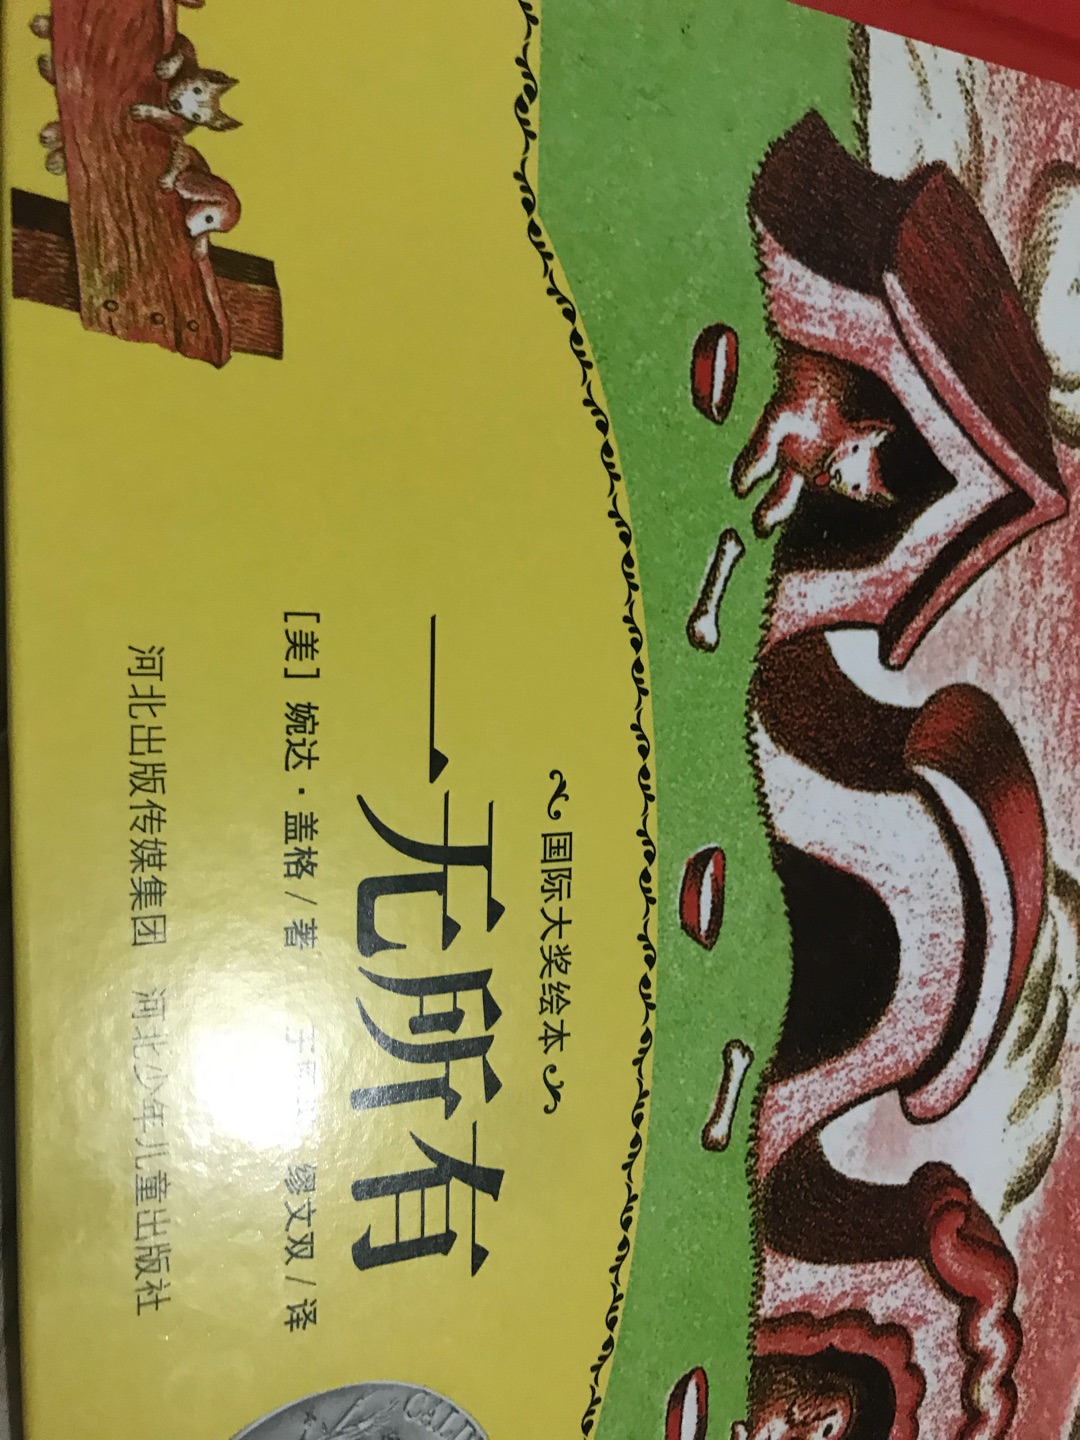 国际大奖绘本
一无所有
[美] 婉达·盖格 / 著 缪文双 / 译
河北出版传媒集团 河北少年儿童出版社